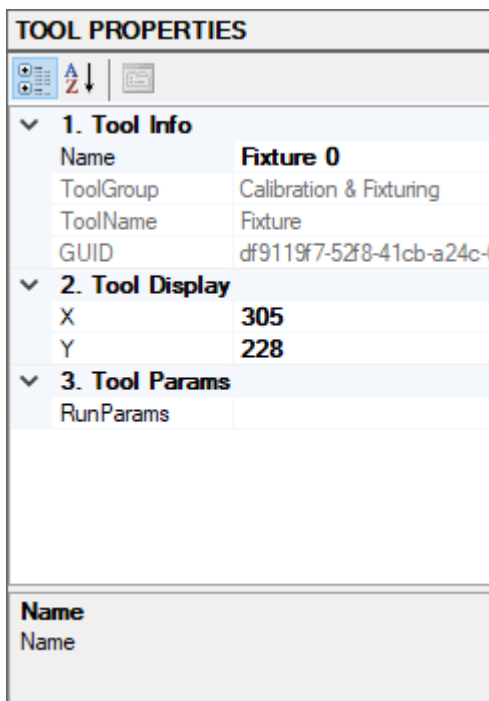 TOOL PROPERTIES
1. Tool Info
Name Fixture 0
ToolGroup Calibration & Fixturing
ToolName Fixture
GUID df9119f7-52f8-41cb-a24c-
2. Tool Display
X 305
Y 228
3. Tool Params
RunParams
Name
Name